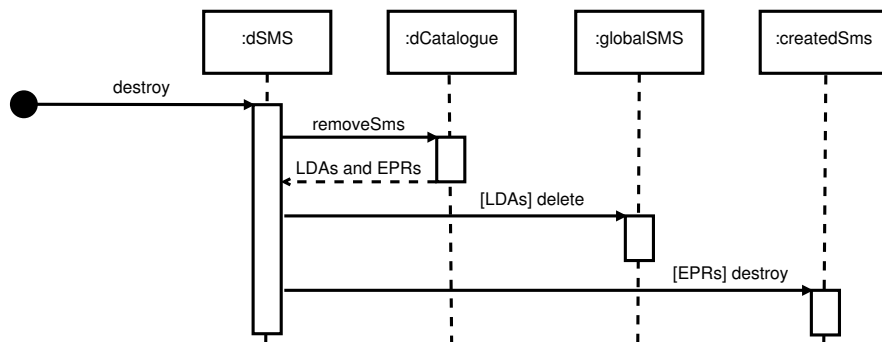 :dSMS
:dCatalogue
:globalSMS
:createdSms
destroy
removeSms
LDAs and EPRs
[LDAs] delete
[EPRs] destroy